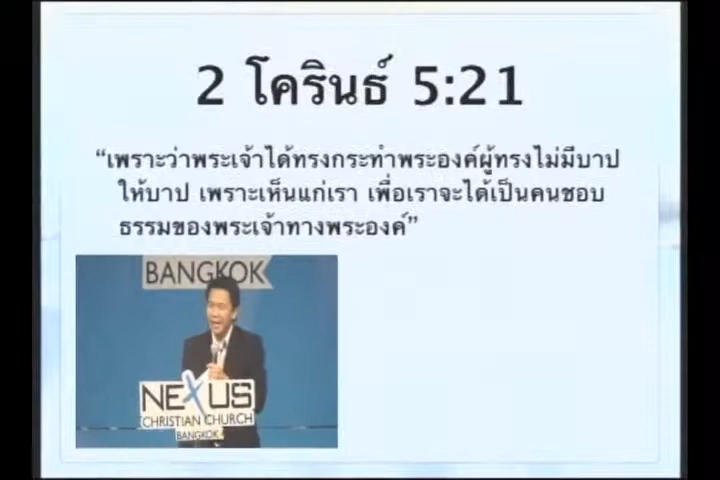 2 โครินธ์ 5:21
“เพราะว่าพระเจ้าได้ทรงกระทำพระองค์ผู้ทรงไม่มีบาป
ให้บาป เพราะเห็นแก่เรา เพื่อเราจะได้เป็นคนชอบ
ธรรมของพระเจ้าทางพระองค์”
BANGKOK
NEXUS
CHRISTIAN CHURCH
BANGKOK